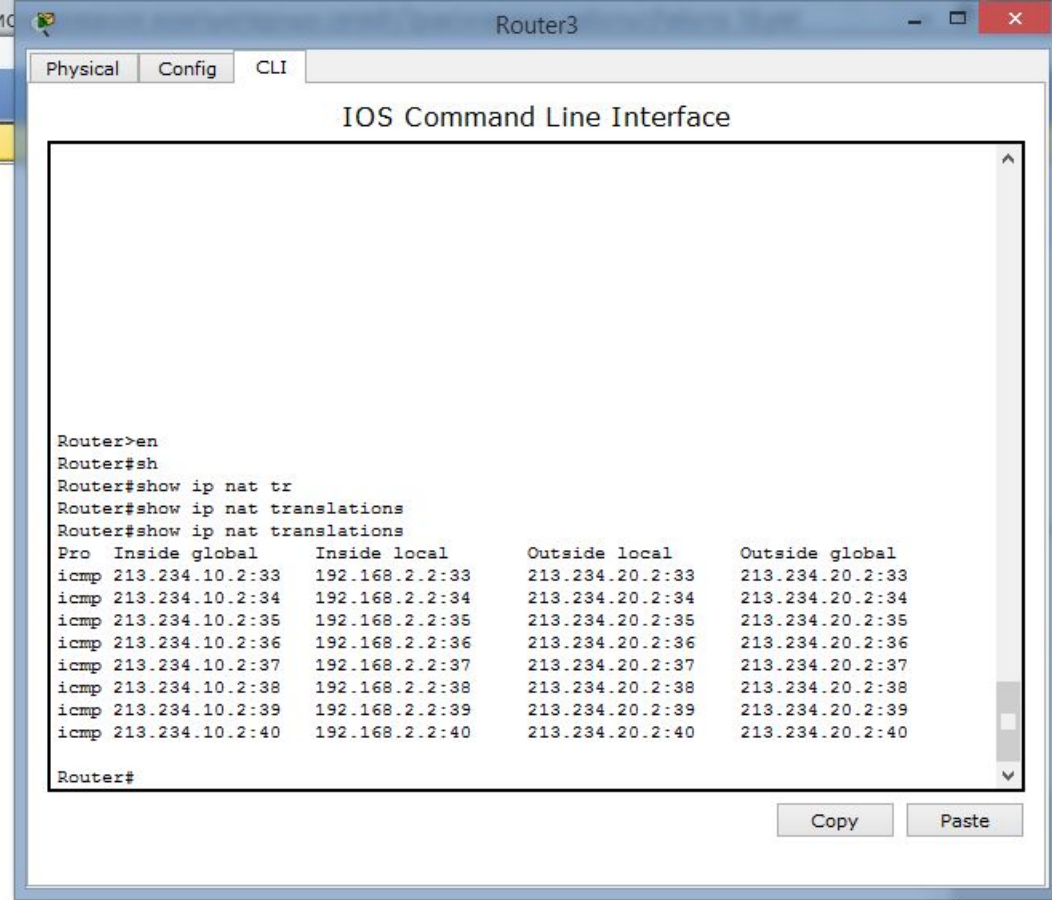 Router3
Physical Config CLI
IOS Command Line Interface
Router>en
Router#sh
Router#show ip nat tr
Router#show ip nat translations
Router#show ip nat translations
Pro Inside global Inside local Outside local Outside global
icmp 213.234.10.2:33 192.168.2.2:33 213.234.20.2:33 213.234.20.2:33
icmp 213.234.10.2:34 192.168.2.2:34 213.234.20.2:34 213.234.20.2:34
icmp 213.234.10.2:35 192.168.2.2:35 213.234.20.2:35 213.234.20.2:35
icmp 213.234.10.2:36 192.168.2.2:36 213.234.20.2:36 213.234.20.2:36
icmp 213.234.10.2:37 192.168.2.2:37 213.234.20.2:37 213.234.20.2:37
icmp 213.234.10.2:38 192.168.2.2:38 213.234.20.2:38 213.234.20.2:38
icmp 213.234.10.2:39 192.168.2.2:39 213.234.20.2:39 213.234.20.2:39
icmp 213.234.10.2:40 192.168.2.2:40 213.234.20.2:40 213.234.20.2:40
Router#
Copy Paste